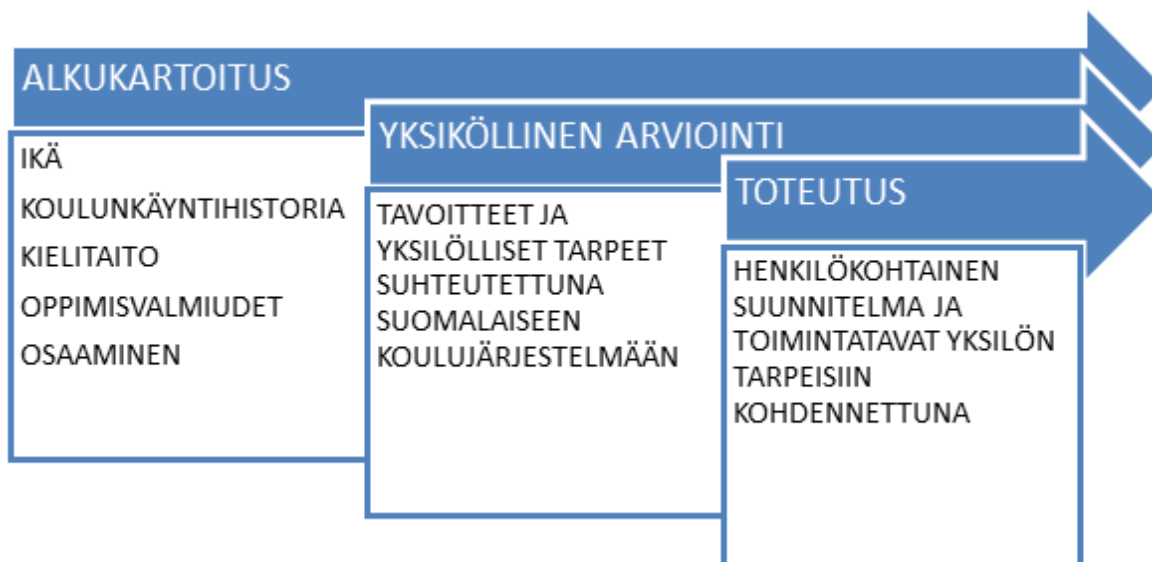 ALKUKARTOITUS
IKÄ
KOULUNKÄYNTIHISTORIA
KIELITAITO
OPPIMISVALMIUDET
OSAAMINEN
YKSIKÖLLINEN ARVIOINTI
TAVOITTEET JA
YKSILÖLLISET TARPEET
SUHTEUTETTUNA
SUOMALAISEEN
KOULUJÄRJESTELMÄÄN
TOTEUTUS
HENKILÖKOHTAINEN
SUUNNITELMA JA
TOIMINTATAVAT YKSILÖN
TARPEISIIN
KOHDENNETTUNA